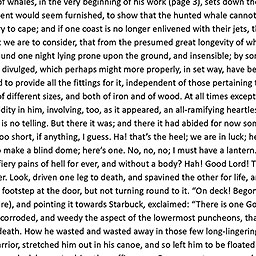 of whales, in the very beginning of his work (page 3), sets down the
ent would seem furnished, to show that the hunted whale cannot
ry to cape; and if one coast is no longer enlivened with their jets, th
t we are to consider, that from the presumed great longevity of wh
und one night lying prone upon the ground, and insensible; by som
divulged, which perhaps might more properly, in set way, have be
d to provide all the fittings for it, independent of those pertaining t
of different sizes, and both of iron and of wood. At all times except
dity in him, involving, too, as it appeared, an all-ramifying heartles
is no telling. But there it was; and there it had abided for now som
oo short, if anything, I guess. Ha! that's the heel; we are in luck; he
o make a blind dome; here's one. No, no, no; I must have a lantern.
fiery pains of hell for ever, and without a body? Hah! Good Lord! T
er. Look, driven one leg to death, and spavined the other for life, a
footstep at the door, but not turning round to it. "On deck! Begon
re), and pointing it towards Starbuck, exclaimed: "There is one Go
corroded, and weedy the aspect of the lowermost puncheons, tha
death. How he wasted and wasted away in those few long-lingering
rrior, stretched him out in his canoe, and so left him to be floated